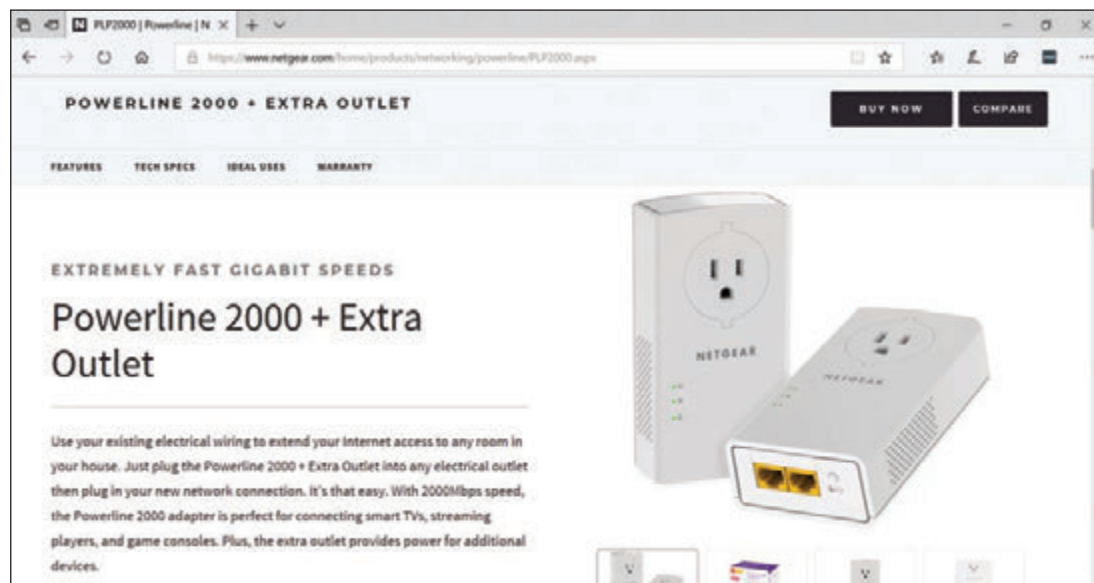 PLP2000 | Powerline | N
https://www.netgear.com/home/products/networking/powerline/PLP2000.aspx
POWERLINE 2000 + EXTRA OUTLET
BUY NOW
COMPARE
FEATURES
TECH SPECS
IDEAL USES
WARRANTY
EXTREMELY FAST GIGABIT SPEEDS
Powerline 2000 + Extra
Outlet
Use your existing electrical wiring to extend your Internet access to any room in
your house. Just plug the Powerline 2000 + Extra Outlet into any electrical outlet
then plug in your new network connection. It's that easy. With 2000Mbps speed,
the Powerline 2000 adapter is perfect for connecting smart TVs, streaming
players, and game consoles. Plus, the extra outlet provides power for additional
devices.
NETGEAR
NETGEAR